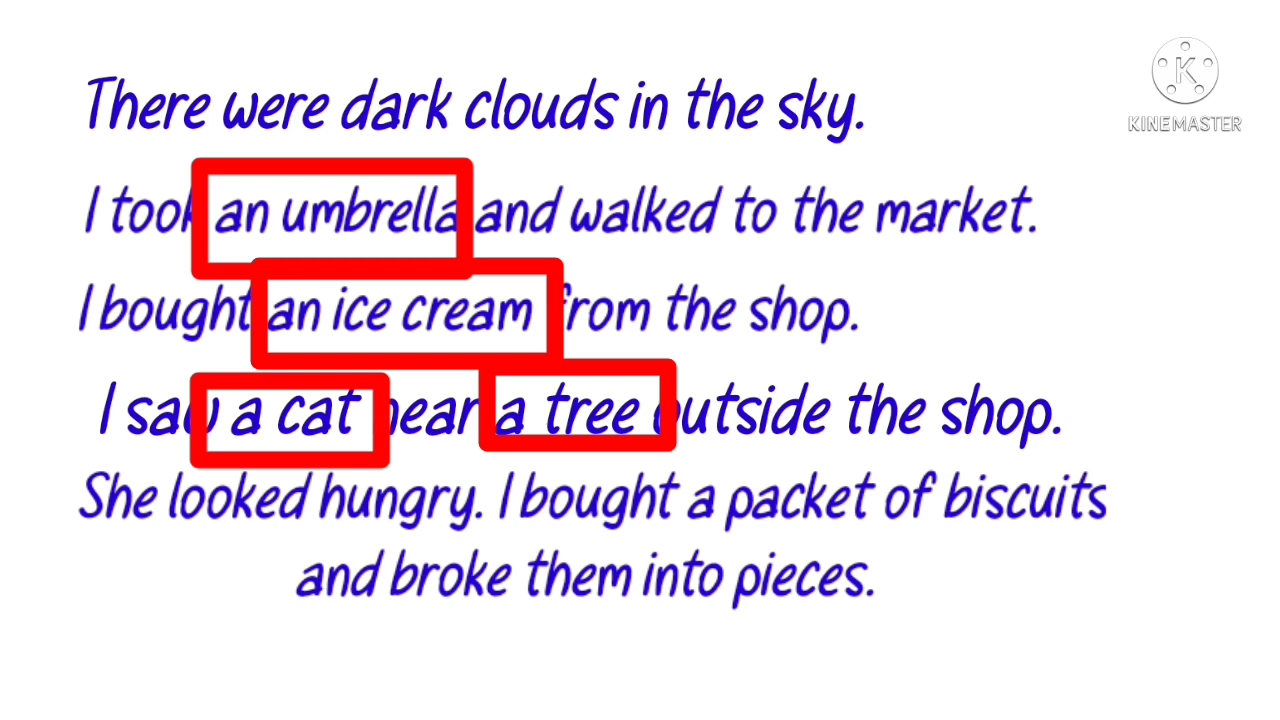 There were dark clouds in the sky.
KINEMASTER
I took an umbrella and walked to the market.
I bought an ice cream from the shop.
I saw a cat near a tree outside the shop.
She looked hungry. I bought a packet of biscuits
and broke them into pieces.